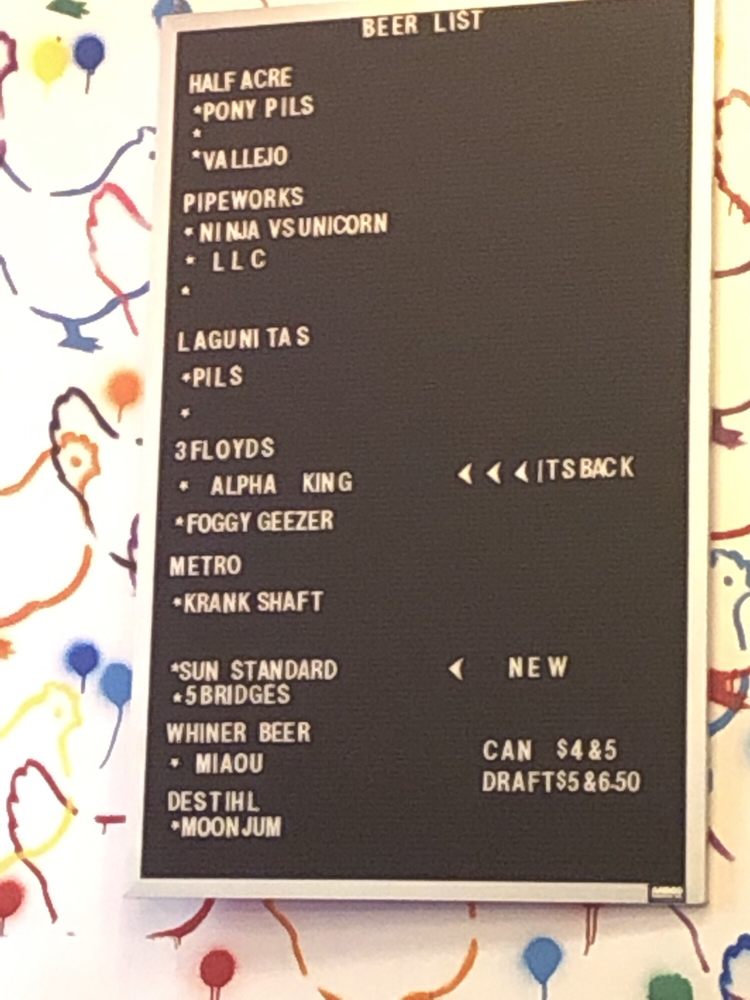 BEER LIST
HALF ACRE
*PONY PILS
*
*VALLEJO
PIPEWORKS
* NINJA VS UNICORN
* LLC
*
LAGUNITAS
*PILS
*
3 FLOYDS
* ALPHA KING <<< ITS BACK
*FOGGY GEEZER
METRO
*KRANK SHAFT
*SUN STANDARD < NEW
*5 BRIDGES
WHINER BEER
* MIAOU
CAN $4&5
DRAFT $5&6.50
DESTIHL
*MOON JUM